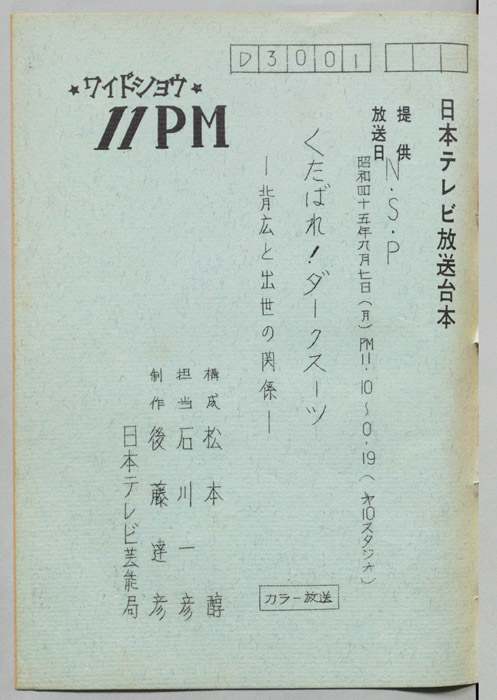 D3001
日本テレビ放送台本
提供 N・S・P
放送日 昭和四十五年九月七日(月)PM11・10~0・19(才10スタジオ)
★ワイドショウ★
11PM
くたばれ!ダークスーツ
―背広と出世の関係―
構成 松本 醇
担当 石川一彦
制作 後藤達彦
日本テレビ芸能局
カラー放送